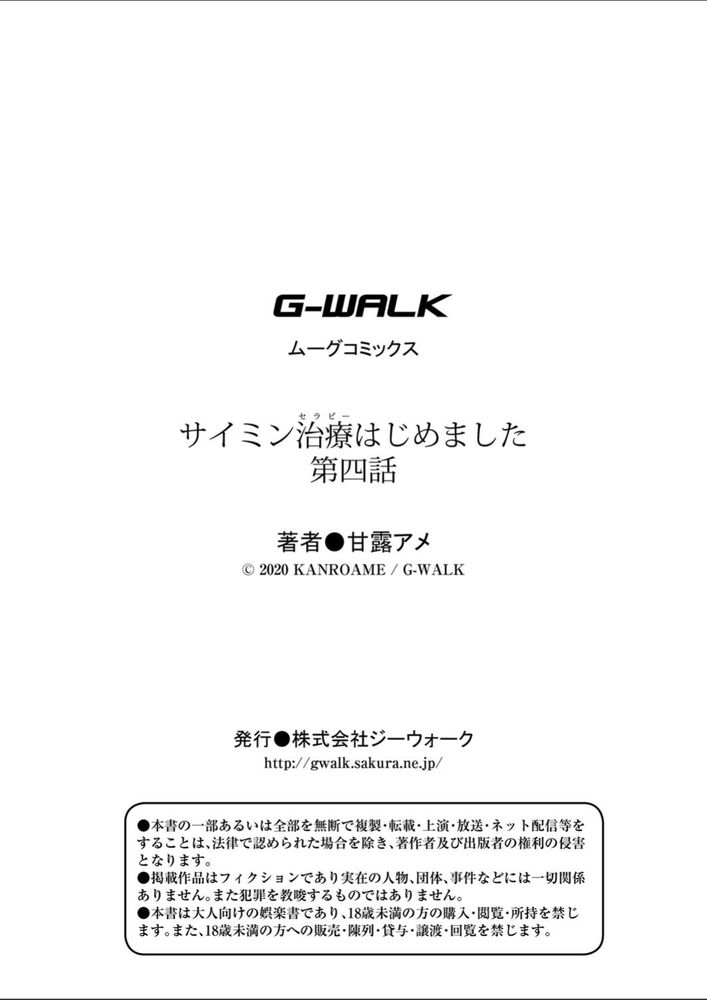 G-WALK
ムーグコミックス
セラピー
サイミン治療はじめました
第四話
著者●甘露アメ
© 2020 KANROAME / G-WALK
発行●株式会社ジーウォーク
http://gwalk.sakura.ne.jp/
●本書の一部あるいは全部を無断で複製・転載・上演・放送・ネット配信等を
することは、法律で認められた場合を除き、著作者及び出版者の権利の侵害
となります。
●掲載作品はフィクションであり実在の人物、団体、事件などには一切関係
ありません。また犯罪を教唆するものではありません。
●本書は大人向けの娯楽書であり、18歳未満の方の購入・閲覧・所持を禁じ
ます。また、18歳未満の方への販売・陳列・貸与・譲渡・回覧を禁じます。